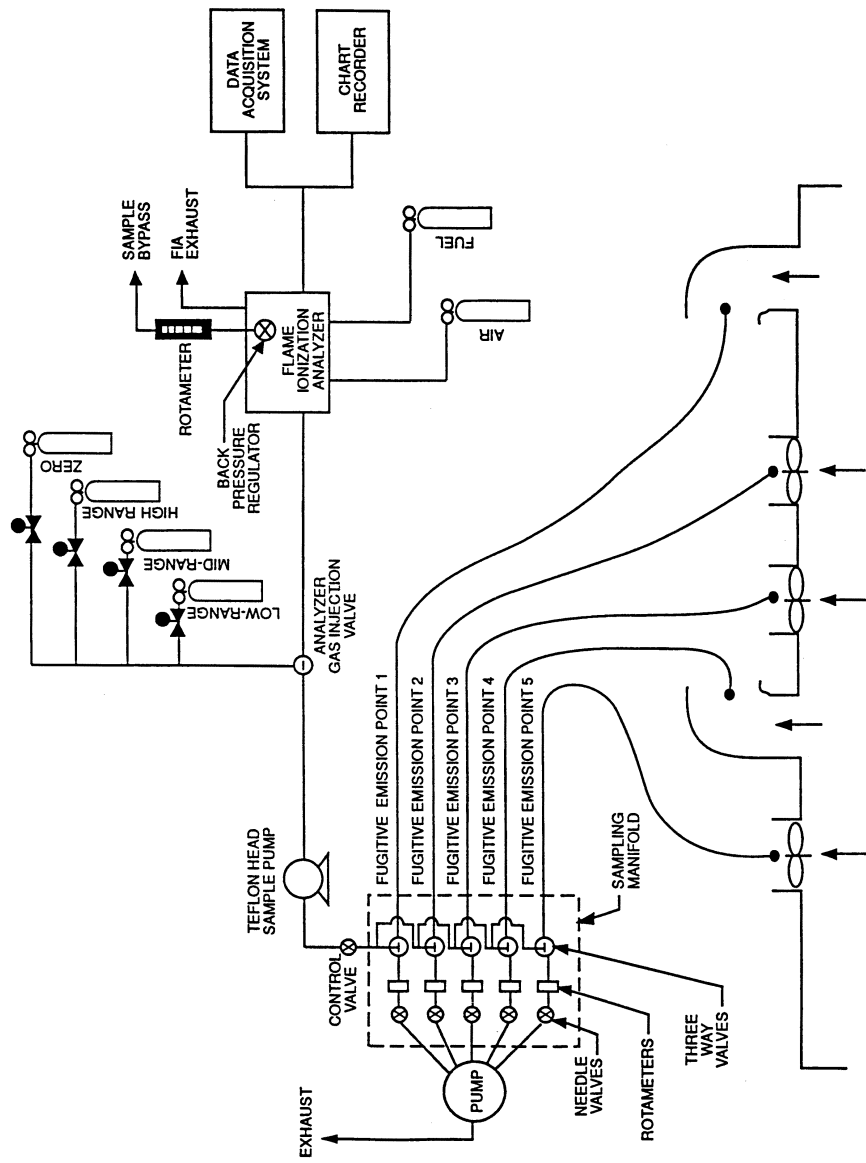 DATA
ACQUISITION
SYSTEM
CHART
RECORDER
SAMPLE
BYPASS
FIA
EXHAUST
ROTAMETER
FLAME
IONIZATION
ANALYZER
BACK
PRESSURE
REGULATOR
FUEL
AIR
ZERO
HIGH RANGE
MID-RANGE
LOW-RANGE
ANALYZER
GAS INJECTION
VALVE
TEFLON HEAD
SAMPLE PUMP
CONTROL
VALVE
FUGITIVE EMISSION POINT 1
FUGITIVE EMISSION POINT 2
FUGITIVE EMISSION POINT 3
FUGITIVE EMISSION POINT 4
FUGITIVE EMISSION POINT 5
SAMPLING
MANIFOLD
EXHAUST
PUMP
NEEDLE
VALVES
ROTAMETERS
THREE
WAY
VALVES